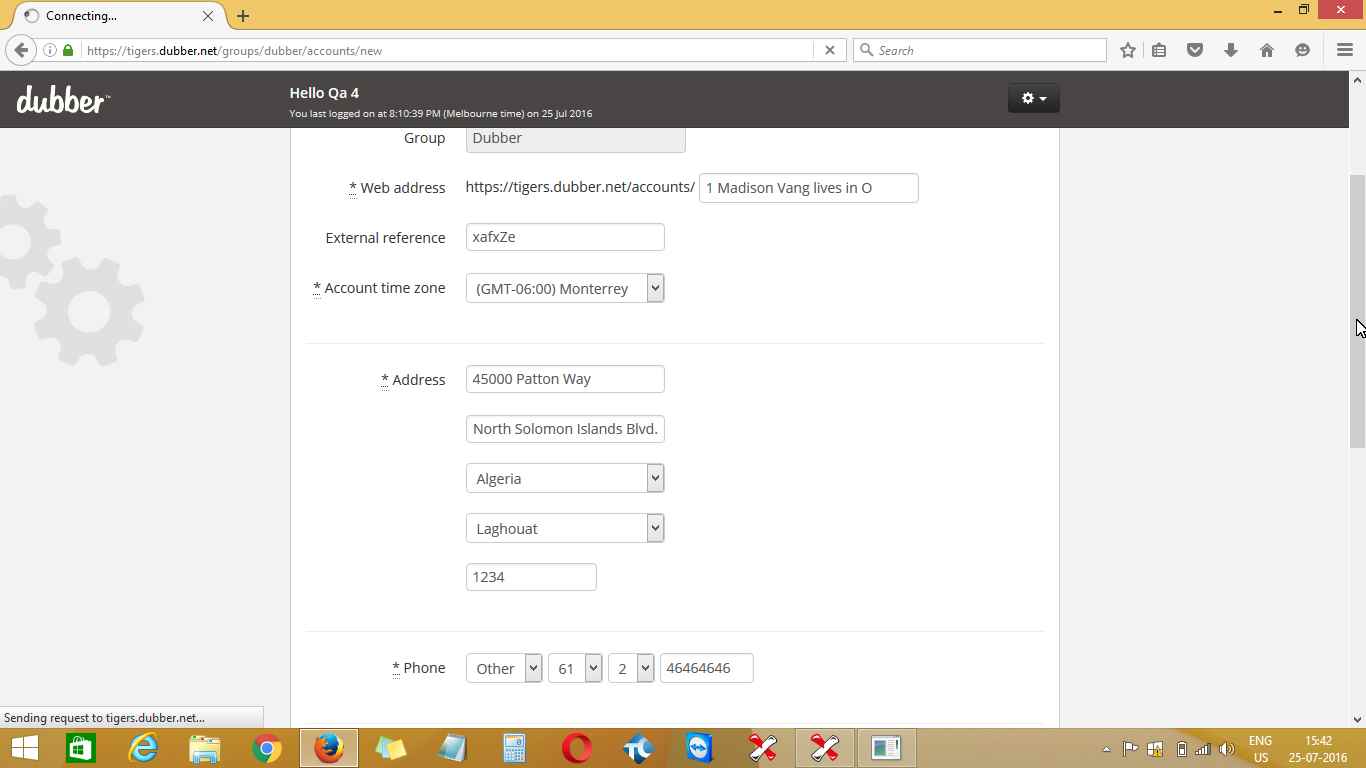 Connecting...
https://tigers.dubber.net/groups/dubber/accounts/new
Search
dubber™
Hello Qa 4
You last logged on at 8:10:39 PM (Melbourne time) on 25 Jul 2016
Group Dubber
* Web address https://tigers.dubber.net/accounts/ 1 Madison Vang lives in O
External reference xafxZe
* Account time zone (GMT-06:00) Monterrey
* Address 45000 Patton Way
North Solomon Islands Blvd.
Algeria
Laghouat
1234
* Phone Other 61 2 46464646
Sending request to tigers.dubber.net...
ENG 15:42
US 25-07-2016